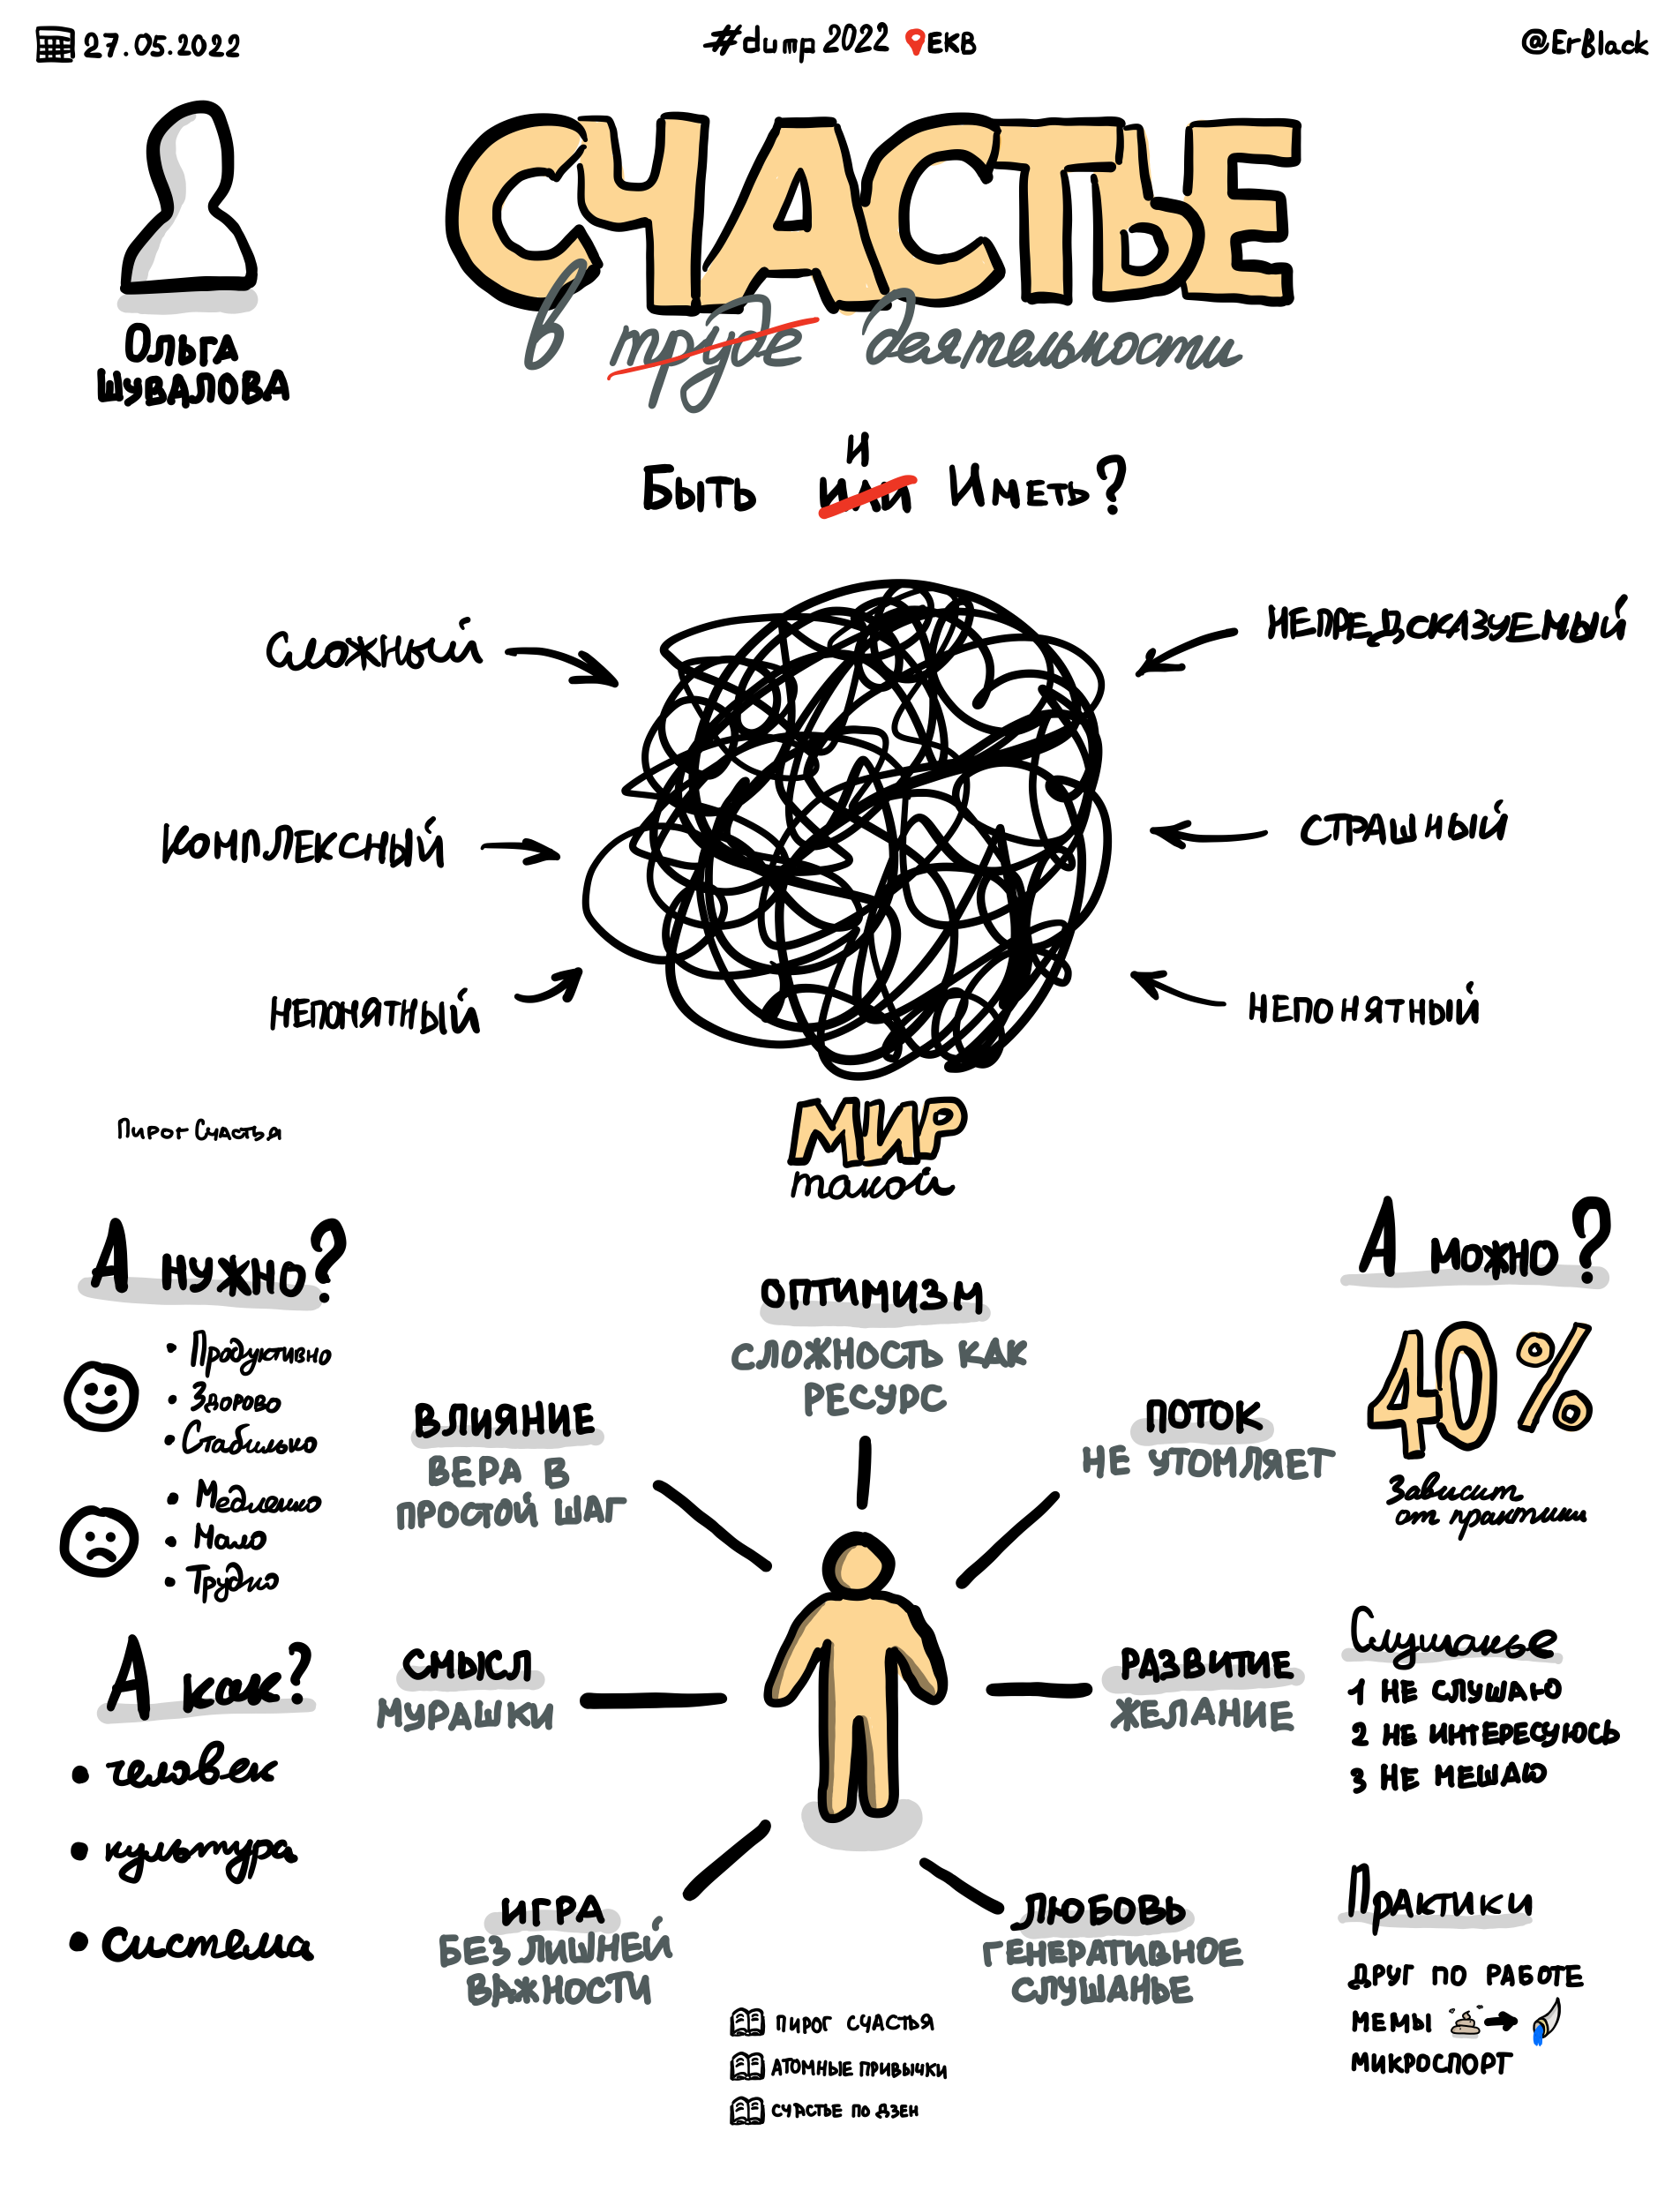 27.05.2022
#dump 2022 ЕКВ
@ErBlack
Ольга
Шувалова
СЧАСТЬЕ
в труде деятельности
и
Быть или Иметь?
Сложный
Комплексный
Непонятный
Непредсказуемый
Страшный
Непонятный
МИР
такой
Пирог Счастья
А нужно?
• Продуктивно
• Здорово
• Стабильно
• Медленно
• Мало
• Трудно
А как?
• человек
• культура
• система
ОПТИМИЗМ
СЛОЖНОСТЬ КАК
РЕСУРС
ВЛИЯНИЕ
ВЕРА В
ПРОСТОЙ ШАГ
ПОТОК
НЕ УТОМЛЯЕТ
СМЫСЛ
МУРАШКИ
РАЗВИТИЕ
ЖЕЛАНИЕ
ИГРА
БЕЗ ЛИШНЕЙ
ВАЖНОСТИ
ЛЮБОВЬ
ГЕНЕРАТИВНОЕ
СЛУШАНЬЕ
ПИРОГ СЧАСТЬЯ
АТОМНЫЕ ПРИВЫЧКИ
СЧАСТЬЕ ПО ДЗЕН
А можно?
40%
Зависит
от практики
Слушанье
1 НЕ СЛУШАЮ
2 НЕ ИНТЕРЕСУЮСЬ
3 НЕ МЕШАЮ
Практики
ДРУГ ПО РАБОТЕ
МЕМЫ
МИКРОСПОРТ